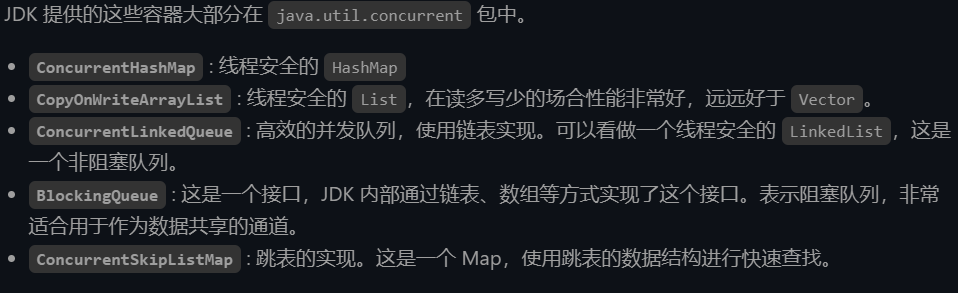 JDK 提供的这些容器大部分在 java.util.concurrent 包中。
ConcurrentHashMap : 线程安全的 HashMap
CopyOnWriteArrayList : 线程安全的 List，在读多写少的场合性能非常好，远远好于 Vector。
ConcurrentLinkedQueue : 高效的并发队列，使用链表实现。可以看做一个线程安全的 LinkedList，这是
一个非阻塞队列。
BlockingQueue : 这是一个接口，JDK 内部通过链表、数组等方式实现了这个接口。表示阻塞队列，非常
适合用于作为数据共享的通道。
ConcurrentSkipListMap : 跳表的实现。这是一个 Map，使用跳表的数据结构进行快速查找。